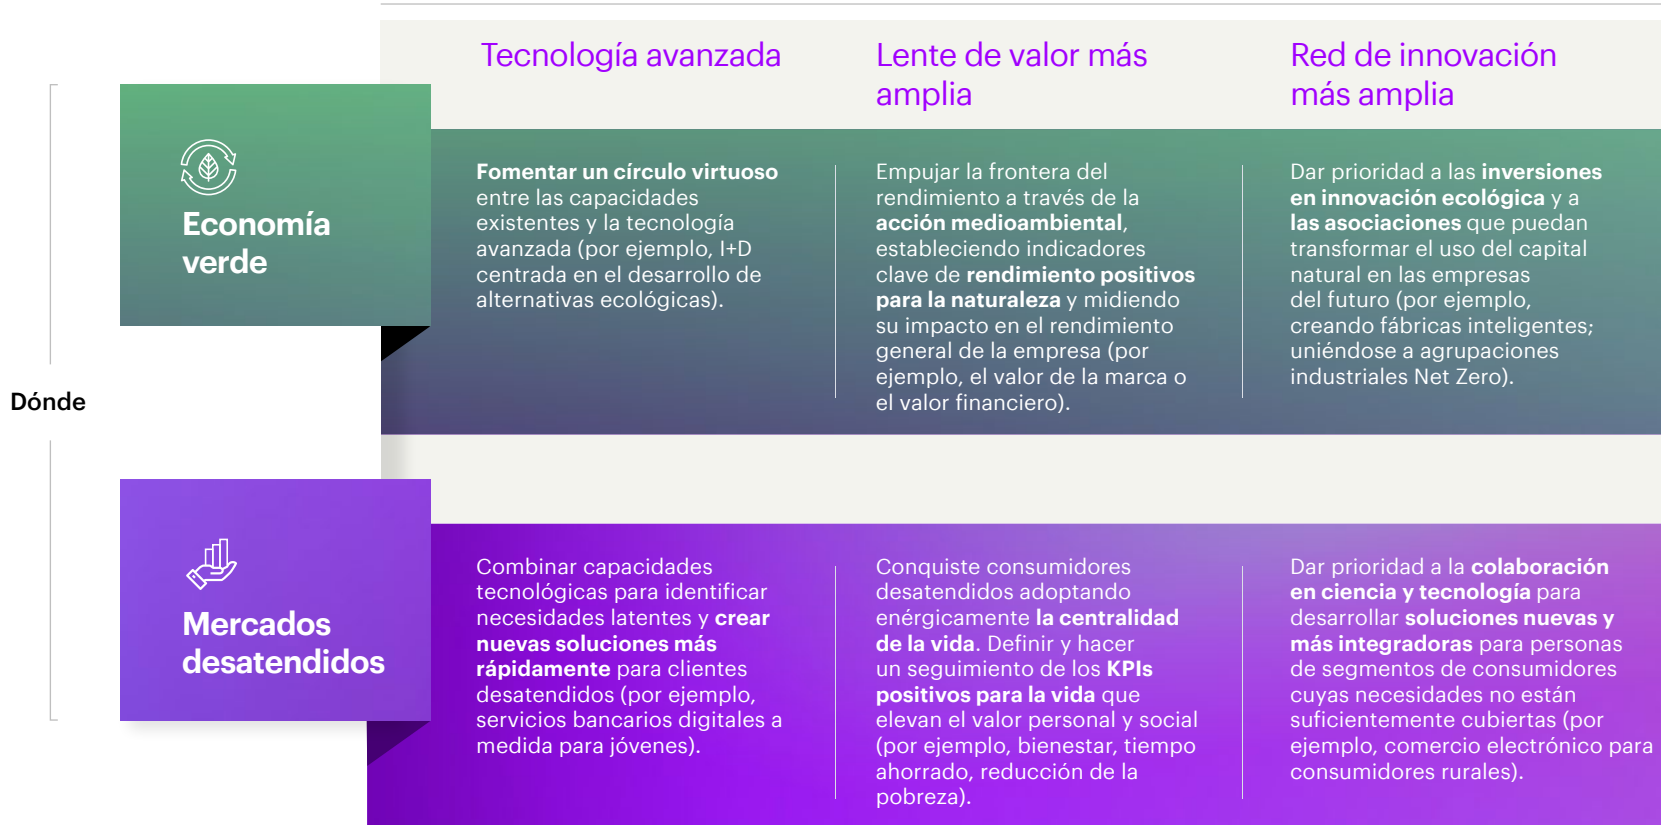 Tecnología avanzada
Lente de valor más
amplia
Red de innovación
más amplia
Dónde
Economía
verde
Fomentar un círculo virtuoso
entre las capacidades
existentes y la tecnología
avanzada (por ejemplo, I+D
centrada en el desarrollo de
alternativas ecológicas).
Empujar la frontera del
rendimiento a través de la
acción medioambiental,
estableciendo indicadores
clave de rendimiento positivos
para la naturaleza y midiendo
su impacto en el rendimiento
general de la empresa (por
ejemplo, el valor de la marca o
el valor financiero).
Dar prioridad a las inversiones
en innovación ecológica y a
las asociaciones que puedan
transformar el uso del capital
natural en las empresas
del futuro (por ejemplo,
creando fábricas inteligentes;
uniéndose a agrupaciones
industriales Net Zero).
Mercados
desatendidos
Combinar capacidades
tecnológicas para identificar
necesidades latentes y crear
nuevas soluciones más
rápidamente para clientes
desatendidos (por ejemplo,
servicios bancarios digitales a
medida para jóvenes).
Conquiste consumidores
desatendidos adoptando
enérgicamente la centralidad
de la vida. Definir y hacer
un seguimiento de los KPIs
positivos para la vida que
elevan el valor personal y social
(por ejemplo, bienestar, tiempo
ahorrado, reducción de la
pobreza).
Dar prioridad a la colaboración
en ciencia y tecnología para
desarrollar soluciones nuevas y
más integradoras para personas
de segmentos de consumidores
cuyas necesidades no están
suficientemente cubiertas (por
ejemplo, comercio electrónico para
consumidores rurales).